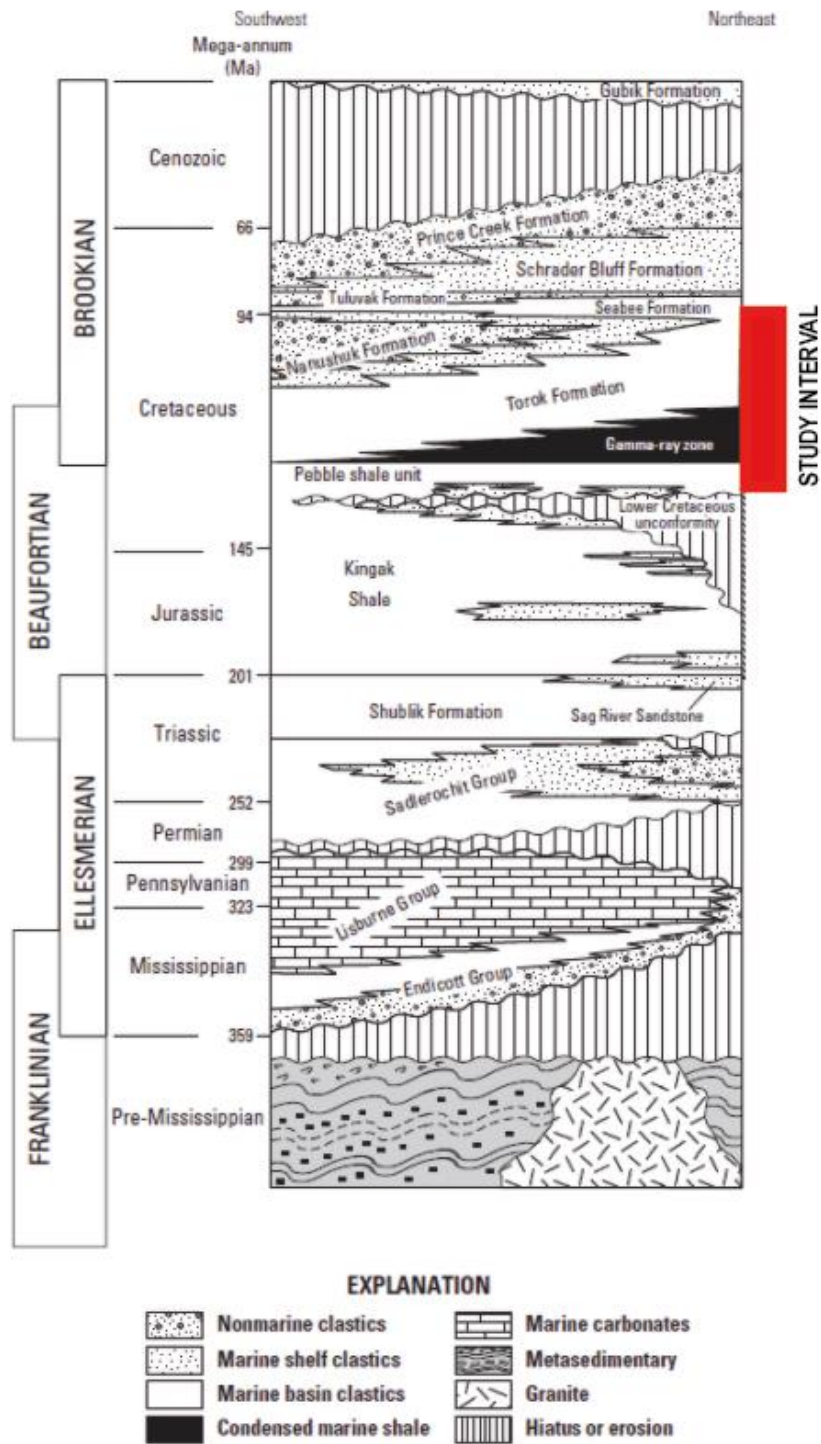 Southwest
Northeast
Mega-annum
(Ma)
Gubik Formation
Cenozoic
66
Prince Creek Formation
Schrader Bluff Formation
Tuluvak Formation
Seabee Formation
94
Nanushuk Formation
Torok Formation
Cretaceous
Gamma-ray zone
STUDY INTERVAL
BROOKIAN
Pebble shale unit
Lower Cretaceous
unconformity
145
Kingak
Shale
Jurassic
BEAUFORTIAN
201
Shublik Formation
Sag River Sandstone
Triassic
Sadlerochit Group
252
Permian
299
Pennsylvanian
323
Lisburne Group
Mississippian
Endicott Group
ELLESMERIAN
359
Pre-Mississippian
FRANKLINIAN
EXPLANATION
Nonmarine clastics
Marine shelf clastics
Marine basin clastics
Condensed marine shale
Marine carbonates
Metasedimentary
Granite
Hiatus or erosion